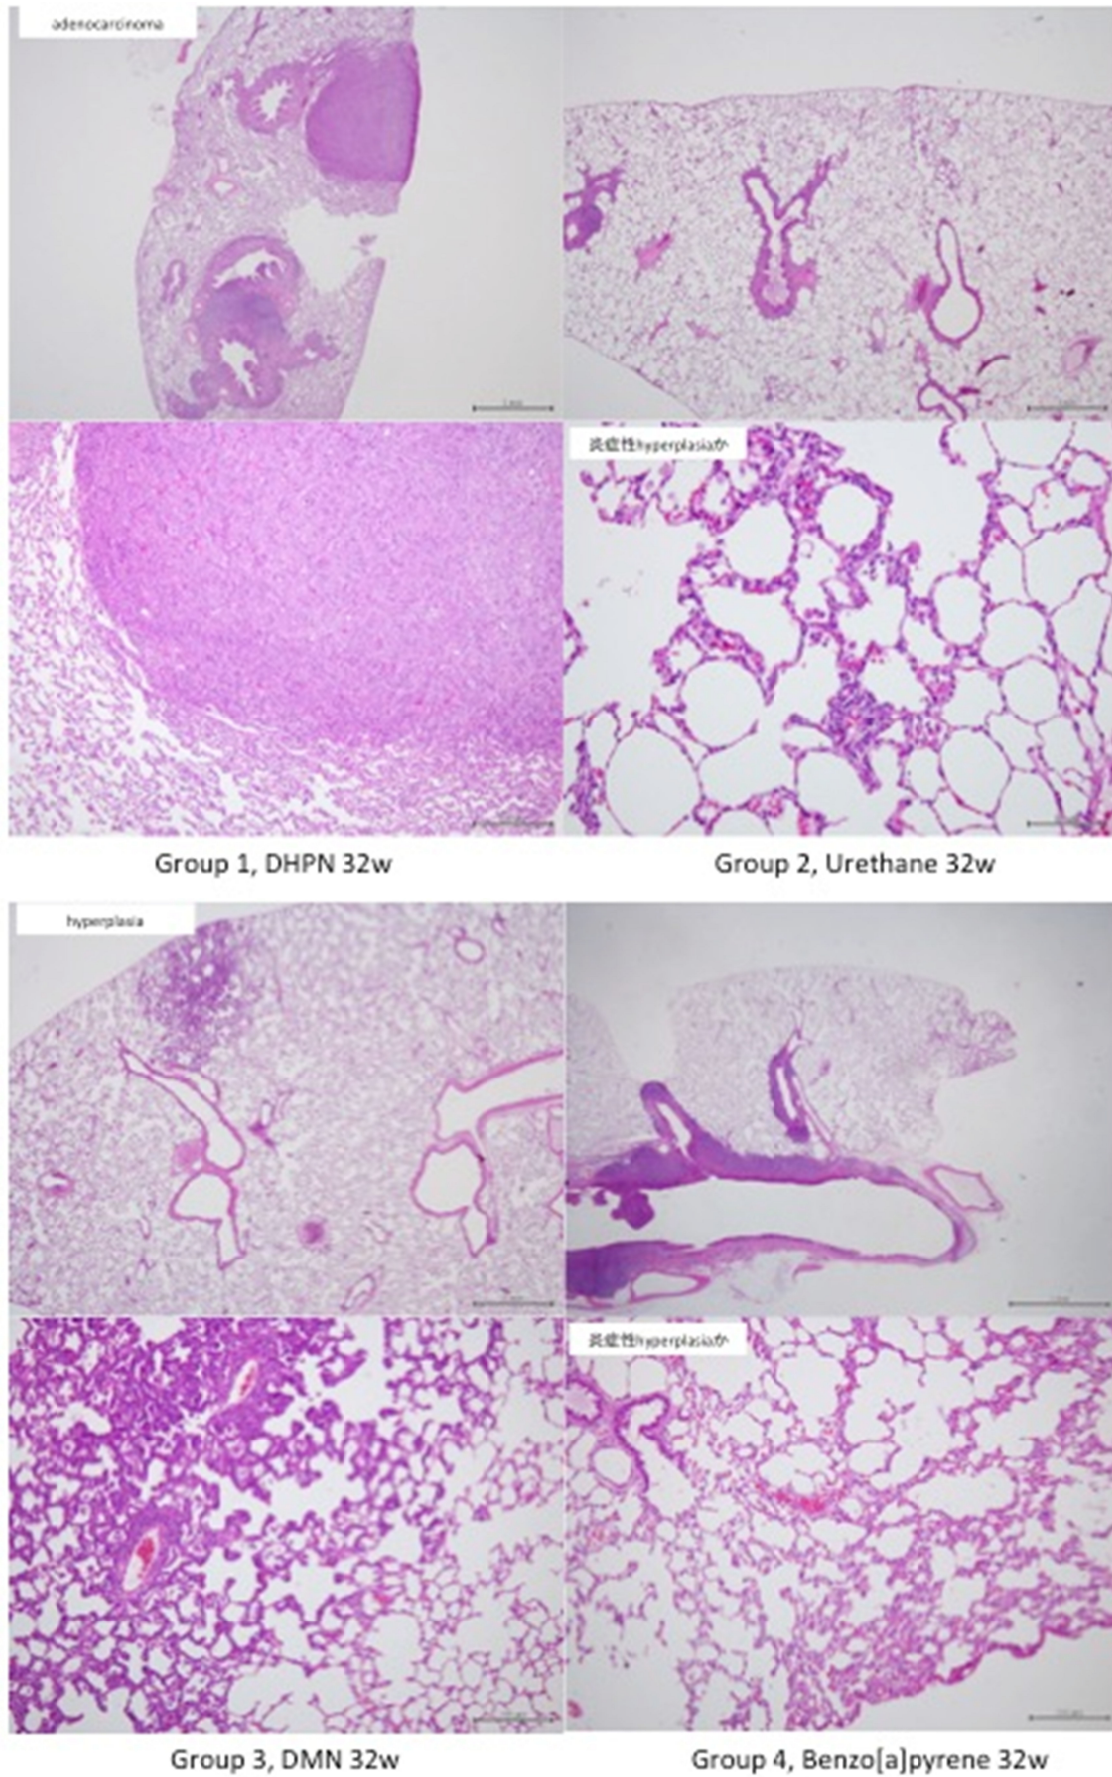 adenocarcinoma
炎症性hyperplasiaか
Group 1, DHPN 32w
Group 2, Urethane 32w
hyperplasia
炎症性hyperplasiaか
Group 3, DMN 32w
Group 4, Benzo[a]pyrene 32w